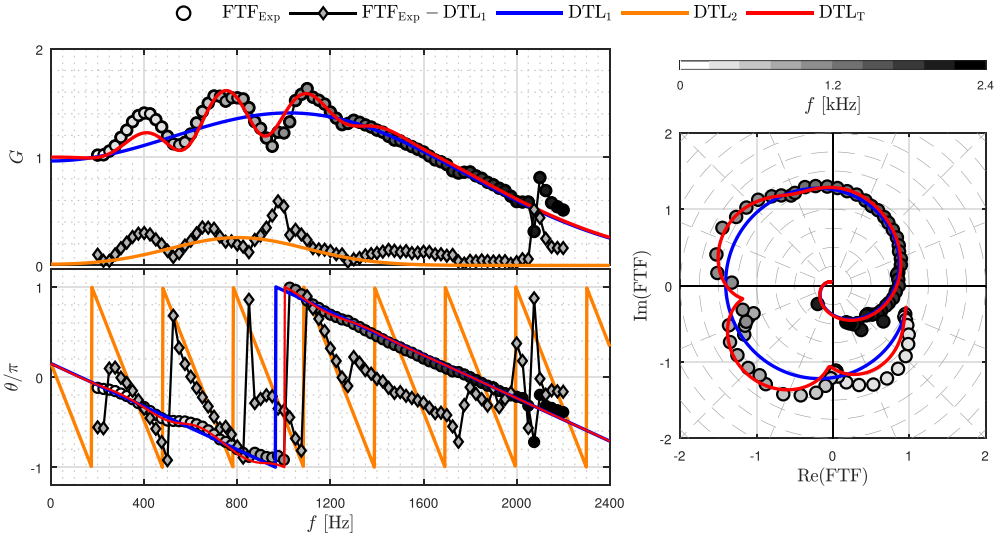 FTF_Exp FTF_Exp − DTL_1 DTL_1 DTL_2 DTL_T
2
1
0
G
1
0
-1
θ/π
0 400 800 1200 1600 2000 2400
f [Hz]
0 1.2 2.4
f [kHz]
2
1
0
-1
-2
Im(FTF)
-2 -1 0 1 2
Re(FTF)